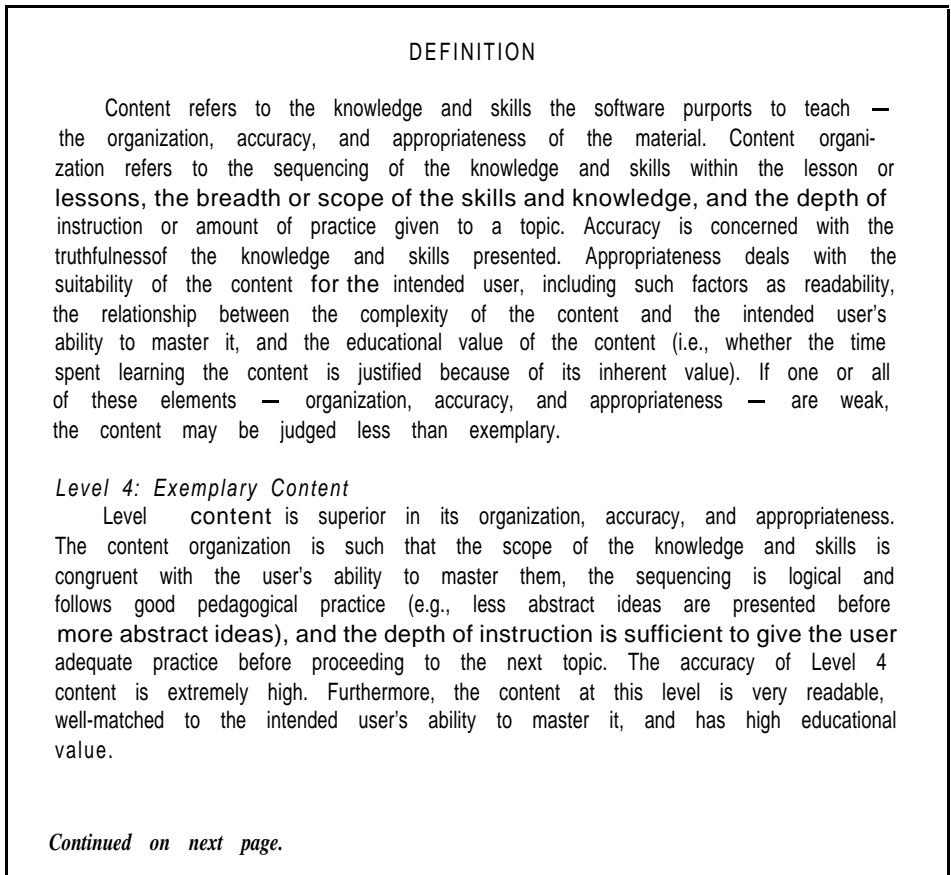 DEFINITION
Content refers to the knowledge and skills the software purports to teach —
the organization, accuracy, and appropriateness of the material. Content organi-
zation refers to the sequencing of the knowledge and skills within the lesson or
lessons, the breadth or scope of the skills and knowledge, and the depth of
instruction or amount of practice given to a topic. Accuracy is concerned with the
truthfulnessof the knowledge and skills presented. Appropriateness deals with the
suitability of the content for the intended user, including such factors as readability,
the relationship between the complexity of the content and the intended user's
ability to master it, and the educational value of the content (i.e., whether the time
spent learning the content is justified because of its inherent value). If one or all
of these elements — organization, accuracy, and appropriateness — are weak,
the content may be judged less than exemplary.
Level 4: Exemplary Content
Level content is superior in its organization, accuracy, and appropriateness.
The content organization is such that the scope of the knowledge and skills is
congruent with the user's ability to master them, the sequencing is logical and
follows good pedagogical practice (e.g., less abstract ideas are presented before
more abstract ideas), and the depth of instruction is sufficient to give the user
adequate practice before proceeding to the next topic. The accuracy of Level 4
content is extremely high. Furthermore, the content at this level is very readable,
well-matched to the intended user's ability to master it, and has high educational
value.
Continued on next page.